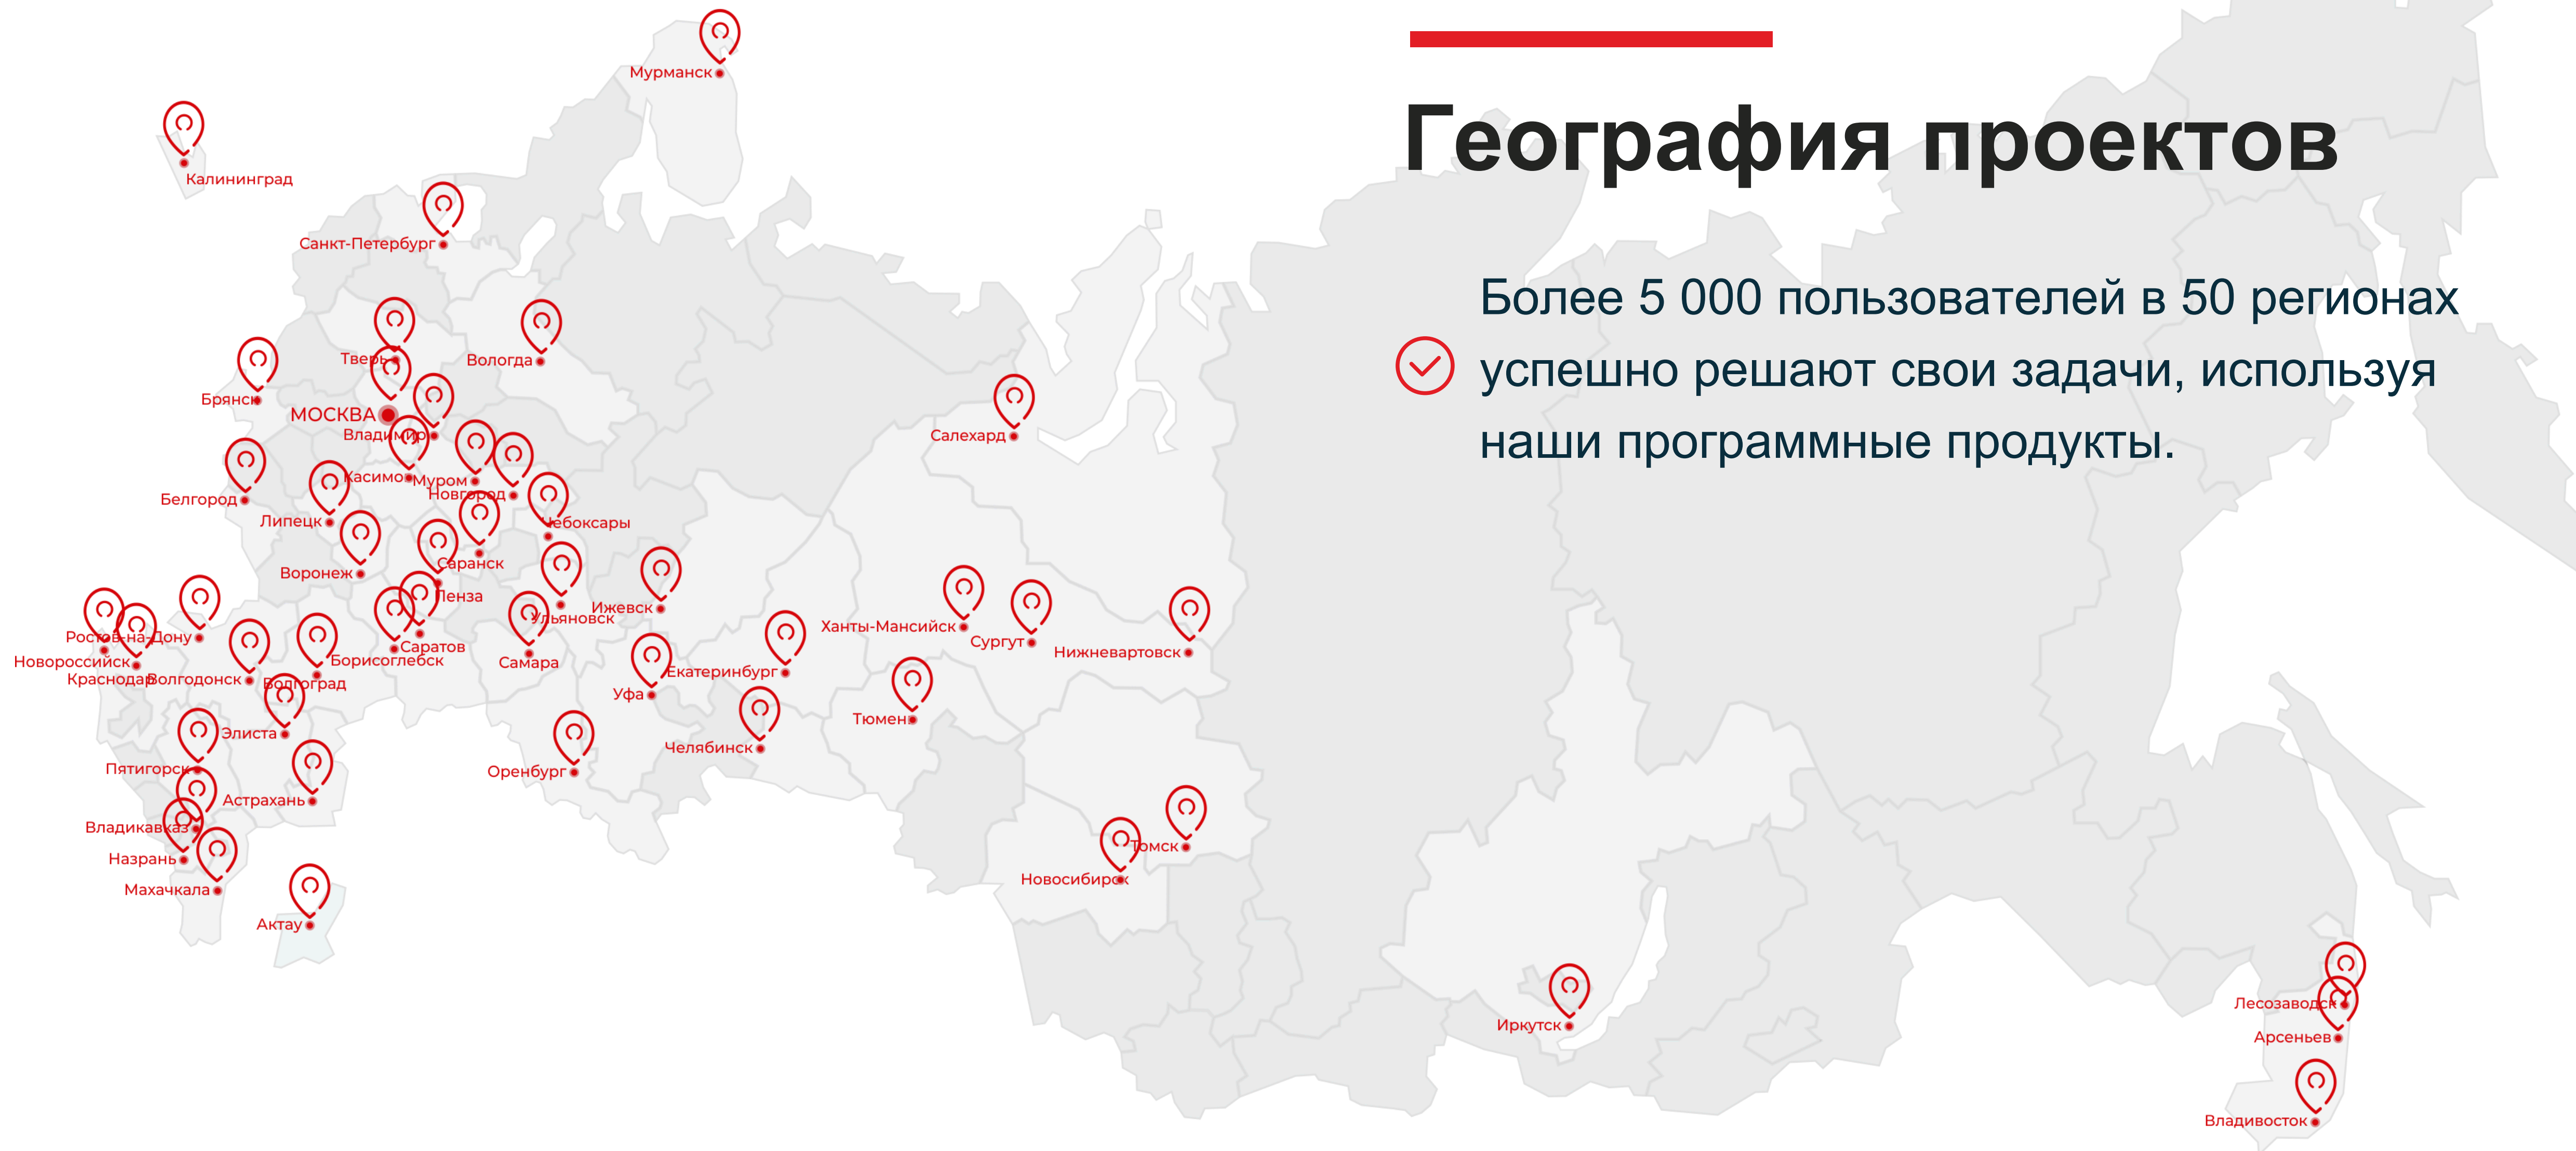 География проектов
Более 5 000 пользователей в 50 регионах
успешно решают свои задачи, используя
наши программные продукты.
Мурманск
Калининград
Санкт-Петербург
Тверь
Вологда
Брянск
МОСКВА
Владимир
Салехард
Касимо
Муром
Новгород
Белгород
Липецк
Чебоксары
Саранск
Воронеж
Пенза
Ижевск
Ульяновск
Ханты-Мансийск
Ростов-на-Дону
Сургут
Саратов
Нижневартовск
Новороссийск
Борисоглебск
Самара
Екатеринбург
Краснодар
Волгодонск
Волгоград
Уфа
Тюмень
Элиста
Челябинск
Пятигорск
Оренбург
Астрахань
Владикавказ
Томск
Назрань
Новосибирск
Махачкала
Актау
Лесозаводск
Иркутск
Арсеньев
Владивосток